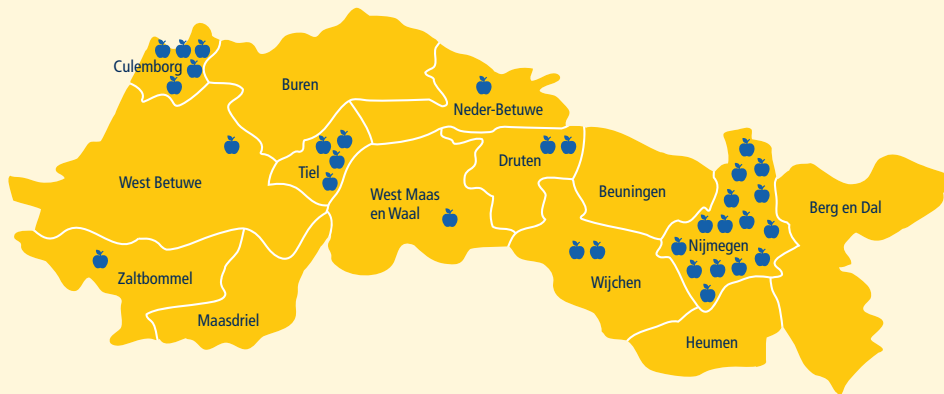 Culemborg
Buren
Neder-Betuwe
West Betuwe
Tiel
Druten
West Maas
en Waal
Beuningen
Berg en Dal
Nijmegen
Zaltbommel
Wijchen
Maasdriel
Heumen